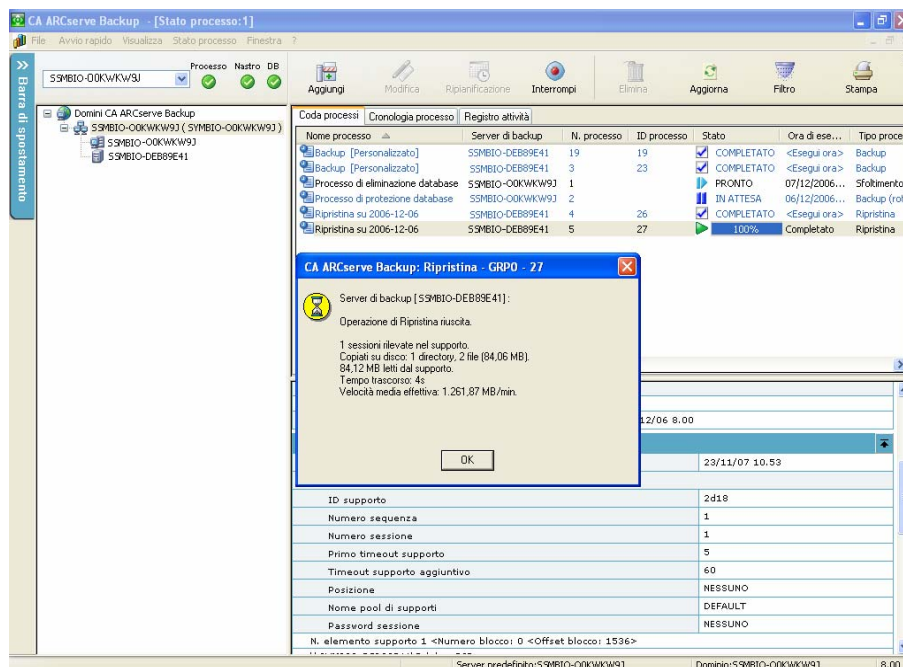 CA ARCserve Backup - [Stato processo:1]
File Avvio rapido Visualizza Stato processo Finestra ?
Barra di spostamento
SSMBIO-O0KWKW9J
Processo Nastro DB
Aggiungi Modifica Ripianificazione Interrompi Elimina Aggiorna Filtro Stampa
Domini CA ARCserve Backup
SSMBIO-O0KWKW9J ( SYMBIO-O0KWKW9J )
SSMBIO-O0KWKW9J
SSMBIO-DEB89E41
Coda processi Cronologia processo Registro attività
Nome processo Server di backup N. processo ID processo Stato Ora di ese... Tipo proce
Backup [Personalizzato] SSMBIO-DEB89E41 19 19 COMPLETATO <Esegui ora> Backup
Backup [Personalizzato] SSMBIO-DEB89E41 3 23 COMPLETATO <Esegui ora> Backup
Processo di eliminazione database SSMBIO-O0KWKW9J 1 PRONTO 07/12/2006... Sfoltimento
Processo di protezione database SSMBIO-O0KWKW9J 2 IN ATTESA 06/12/2006... Backup (rot
Ripristina su 2006-12-06 SSMBIO-DEB89E41 4 26 COMPLETATO <Esegui ora> Ripristina
Ripristina su 2006-12-06 SSMBIO-DEB89E41 5 27 100% Completato Ripristina
CA ARCserve Backup: Ripristina - GRP0 - 27
Server di backup [SSMBIO-DEB89E41] :
Operazione di Ripristina riuscita.
1 sessioni rilevate nel supporto.
Copiati su disco: 1 directory, 2 file (84,06 MB).
84,12 MB letti dal supporto.
Tempo trascorso: 4s
Velocità media effettiva: 1.261,87 MB/min.
OK
12/06 8.00
23/11/07 10.53
ID supporto 2d18
Numero sequenza 1
Numero sessione 1
Primo timeout supporto 5
Timeout supporto aggiuntivo 60
Posizione NESSUNO
Nome pool di supporti DEFAULT
Password sessione NESSUNO
N. elemento supporto 1 <Numero blocco: 0 <Offset blocco: 1536>
Server predefinito:SSMBIO-O0KWKW9J Dominio:SSMBIO-O0KWKW9J 8.00